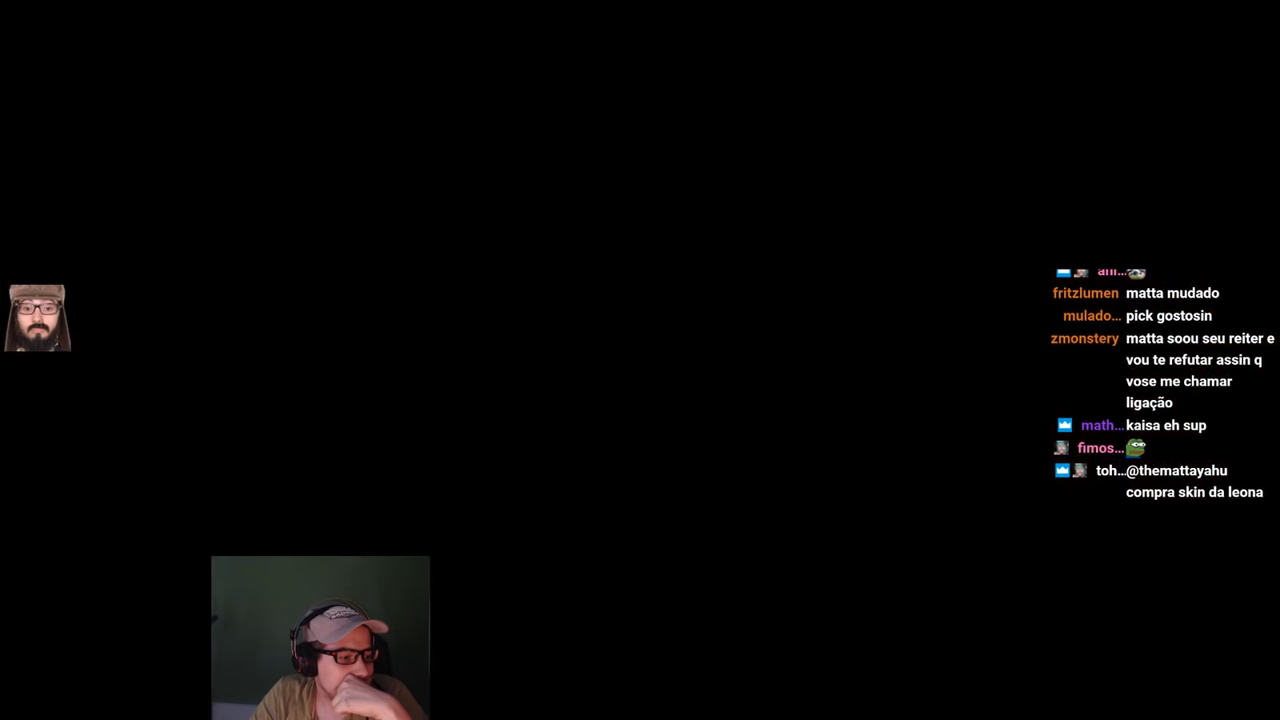 fritzlumen matta mudado
mulado… pick gostosin
zmonstery matta soou seu reiter e
vou te refutar assin q
vose me chamar
ligação
math… kaisa eh sup
fimos…
toh… @themattayahu
compra skin da leona